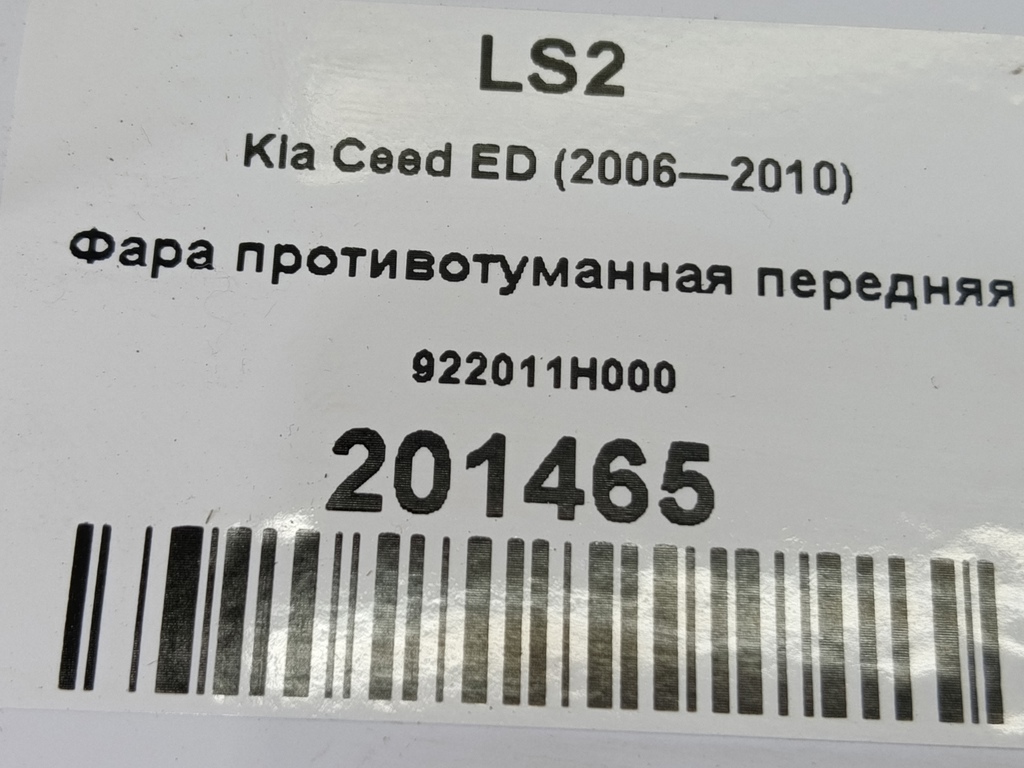 LS2
Kia Ceed ED (2006—2010)
Фара противотуманная передняя
922011H000
201465